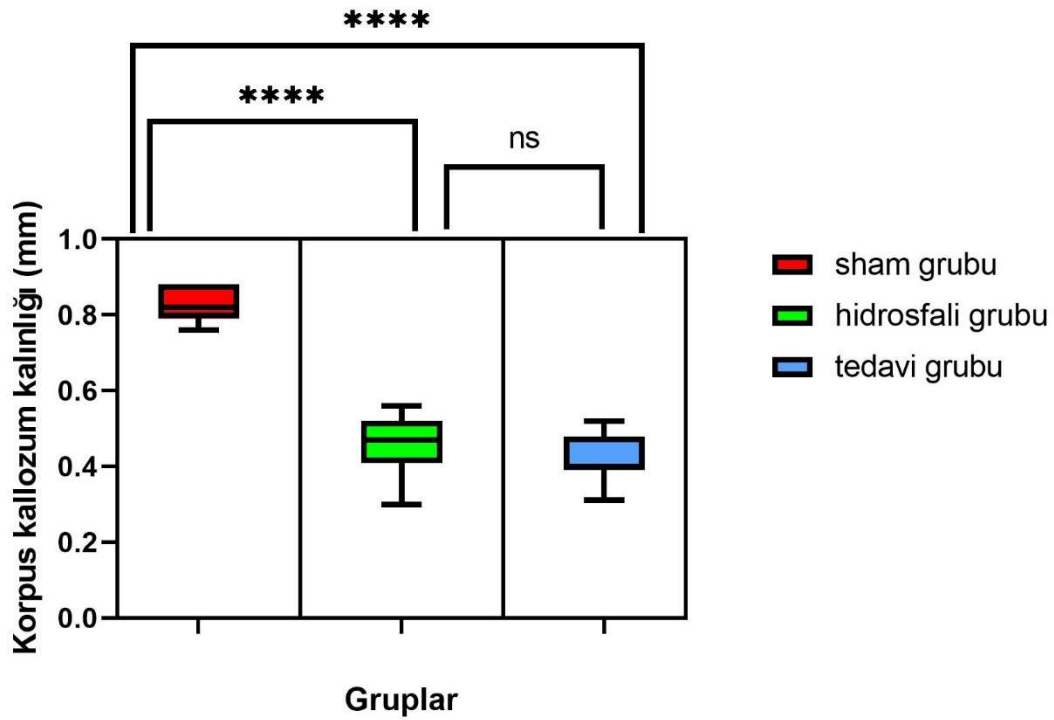 ****
****
ns
Korpus kallozum kalınlığı (mm)
1.0
0.8
0.6
0.4
0.2
0.0
sham grubu
hidrosfali grubu
tedavi grubu
Gruplar